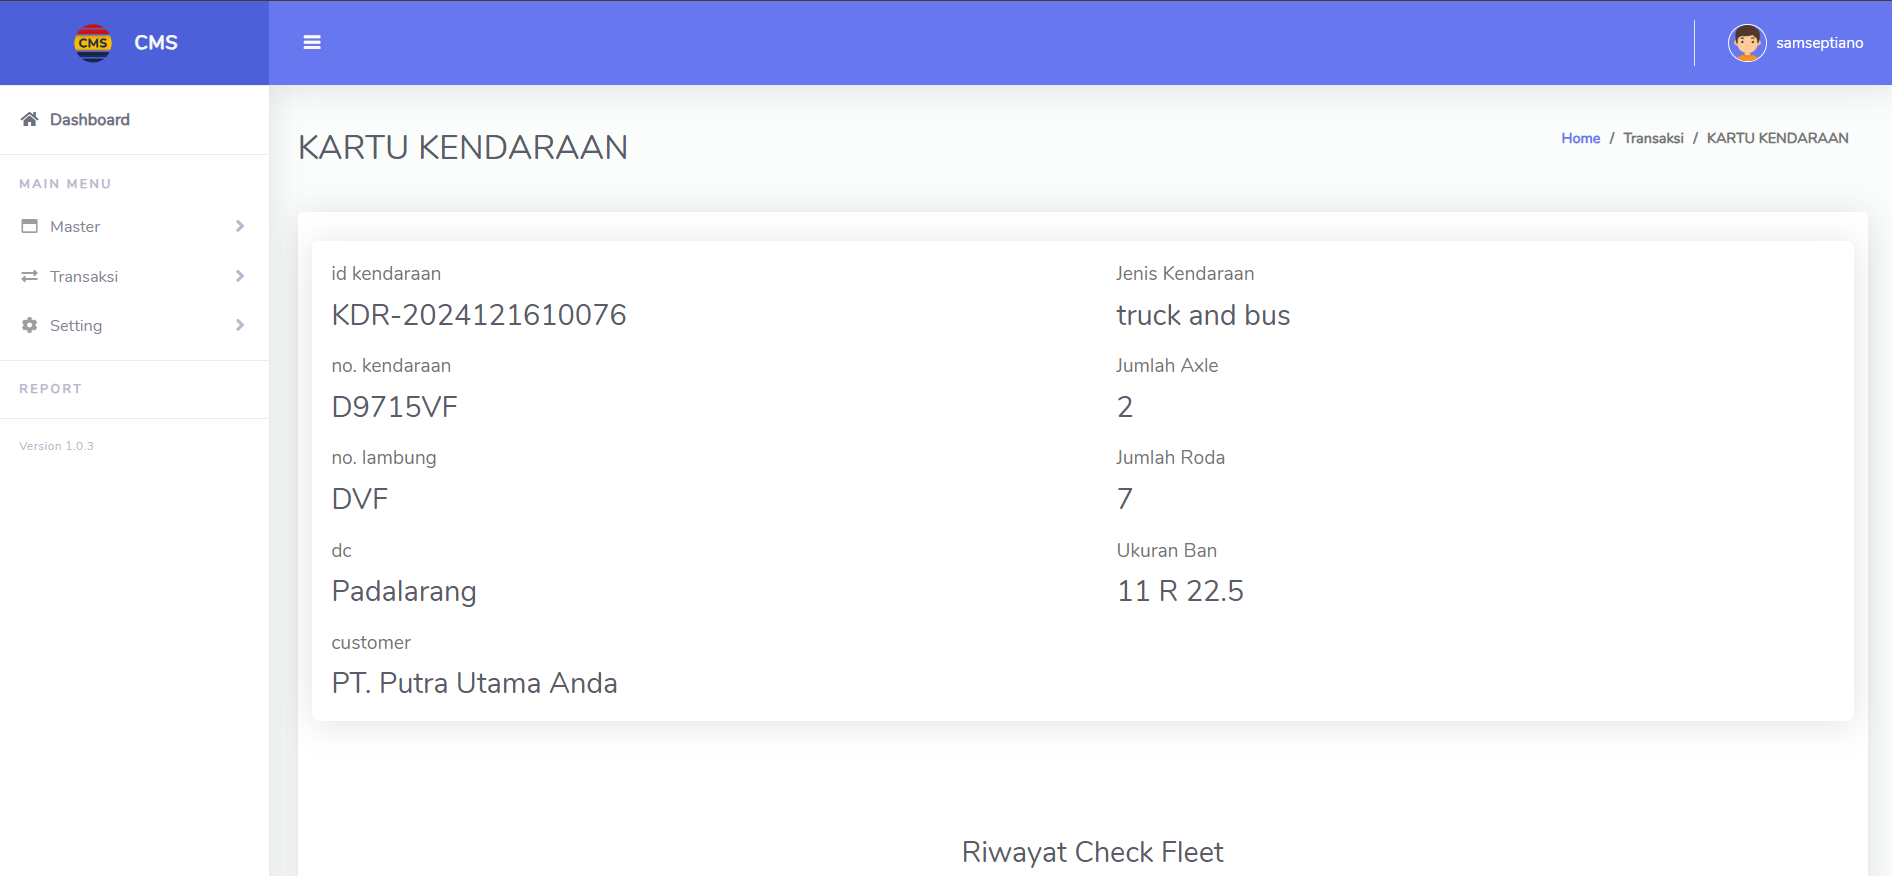 CMS CMS
samseptiano
Dashboard
MAIN MENU
Master
Transaksi
Setting
REPORT
Version 1.0.3
KARTU KENDARAAN
Home / Transaksi / KARTU KENDARAAN
id kendaraan
KDR-2024121610076
no. kendaraan
D9715VF
no. lambung
DVF
dc
Padalarang
customer
PT. Putra Utama Anda
Jenis Kendaraan
truck and bus
Jumlah Axle
2
Jumlah Roda
7
Ukuran Ban
11 R 22.5
Riwayat Check Fleet